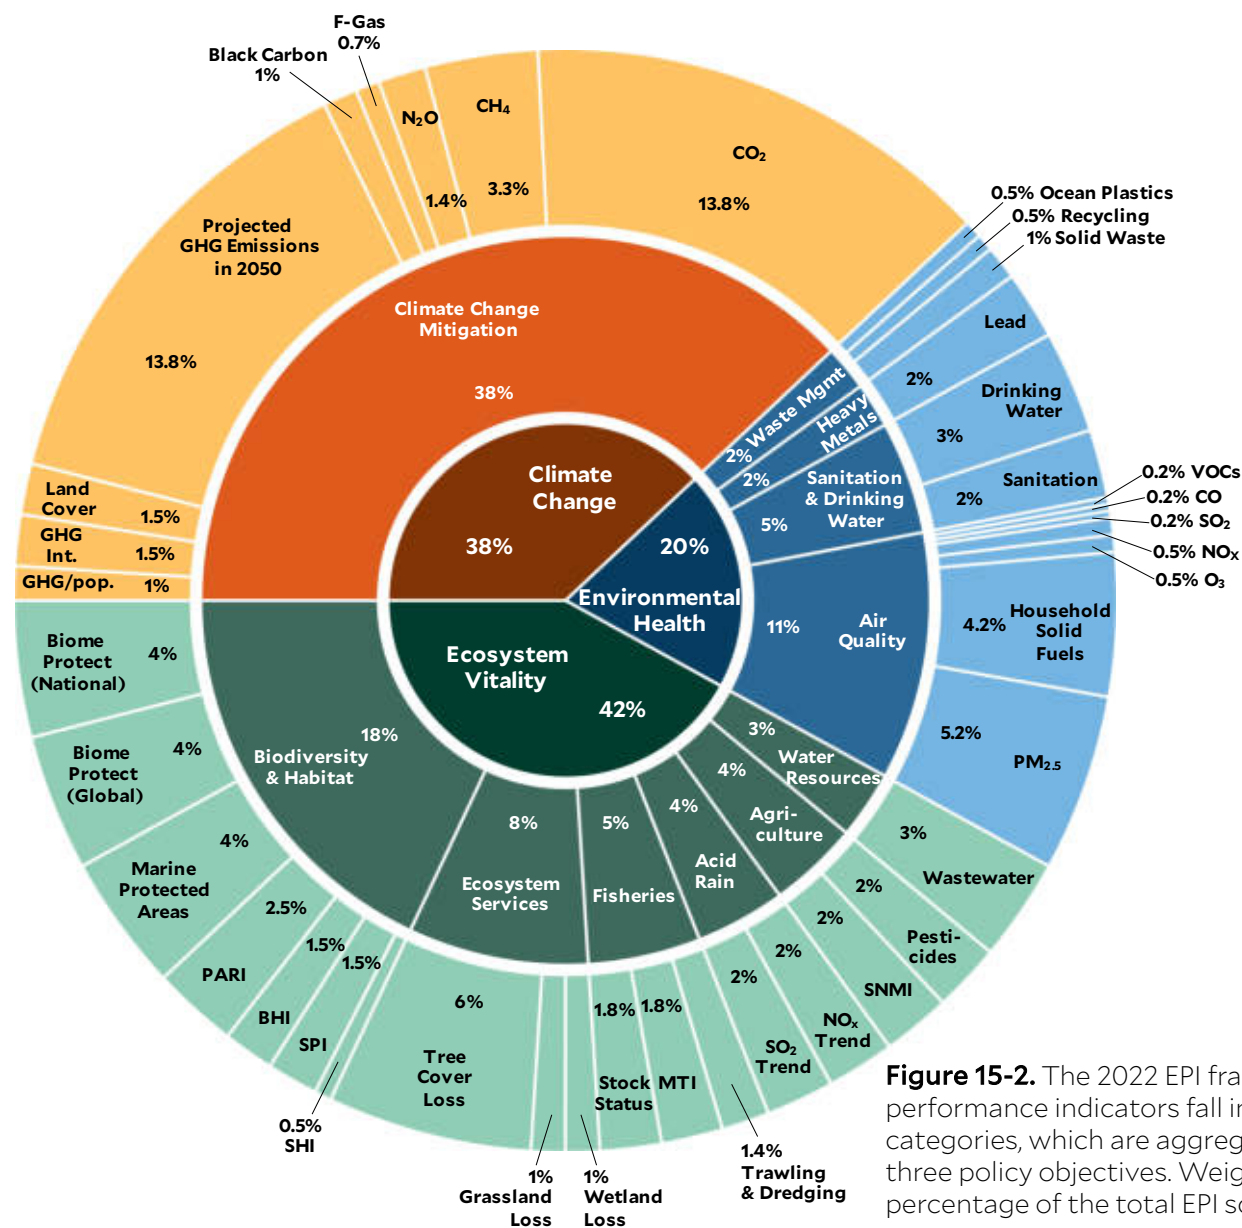 F-Gas
0.7%
Black Carbon
1%
N₂O
1.4%
CH₄
3.3%
CO₂
13.8%
Projected
GHG Emissions
in 2050
13.8%
Land
Cover
1.5%
GHG
Int.
1.5%
GHG/pop.
1%
0.5% Ocean Plastics
0.5% Recycling
1% Solid Waste
Lead
2%
Drinking
Water
3%
Sanitation
2%
0.2% VOCs
0.2% CO
0.2% SO₂
0.5% NOₓ
0.5% O₃
4.2%
Household
Solid
Fuels
5.2%
PM₂.₅
Climate Change
Mitigation
38%
Waste Mgmt
2%
Heavy
Metals
2%
Sanitation
& Drinking
Water
5%
Air
Quality
11%
Climate
Change
38%
20%
Environmental
Health
Ecosystem
Vitality
42%
18%
Biodiversity
& Habitat
8%
Ecosystem
Services
5%
Fisheries
4%
Acid
Rain
4%
Agri-
culture
3%
Water
Resources
Biome
Protect
(National)
4%
Biome
Protect
(Global)
4%
4%
Marine
Protected
Areas
2.5%
PARI
1.5%
BHI
1.5%
SPI
0.5%
SHI
6%
Tree
Cover
Loss
1%
Grassland
Loss
1%
Wetland
Loss
1.8%
Stock
Status
1.8%
MTI
1.4%
Trawling
& Dredging
2%
SO₂
Trend
2%
NOₓ
Trend
2%
SNMI
2%
Pesti-
cides
3%
Wastewater
Figure 15-2. The 2022 EPI fra
performance indicators fall in
categories, which are aggreg
three policy objectives. Weig
percentage of the total EPI sc